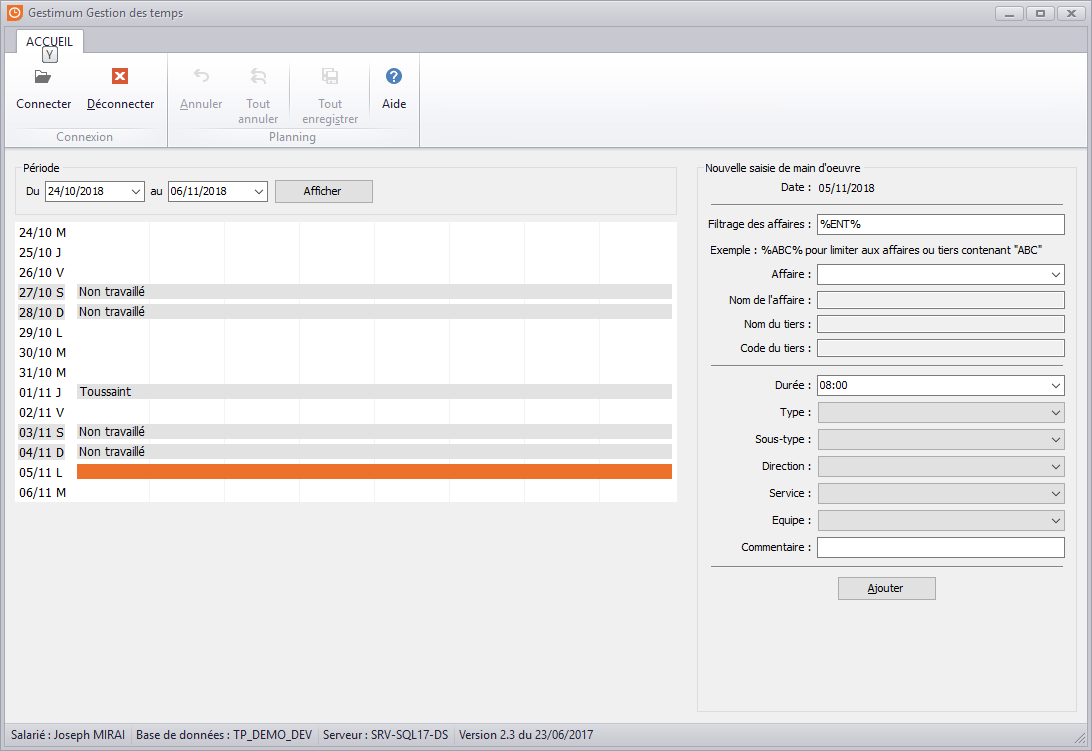 Gestimum Gestion des temps
ACCUEIL
Y
Connecter
Déconnecter
Annuler
Tout annuler
Tout enregistrer
Aide
Connexion
Planning
Période
Du 24/10/2018 au 06/11/2018 Afficher
24/10 M
25/10 J
26/10 V
27/10 S Non travaillé
28/10 D Non travaillé
29/10 L
30/10 M
31/10 M
01/11 J Toussaint
02/11 V
03/11 S Non travaillé
04/11 D Non travaillé
05/11 L
06/11 M
Nouvelle saisie de main d'oeuvre
Date : 05/11/2018
Filtrage des affaires : %ENT%
Exemple : %ABC% pour limiter aux affaires ou tiers contenant "ABC"
Affaire :
Nom de l'affaire :
Nom du tiers :
Code du tiers :
Durée : 08:00
Type :
Sous-type :
Direction :
Service :
Equipe :
Commentaire :
Ajouter
Salarié : Joseph MIRAI Base de données : TP_DEMO_DEV Serveur : SRV-SQL17-DS Version 2.3 du 23/06/2017